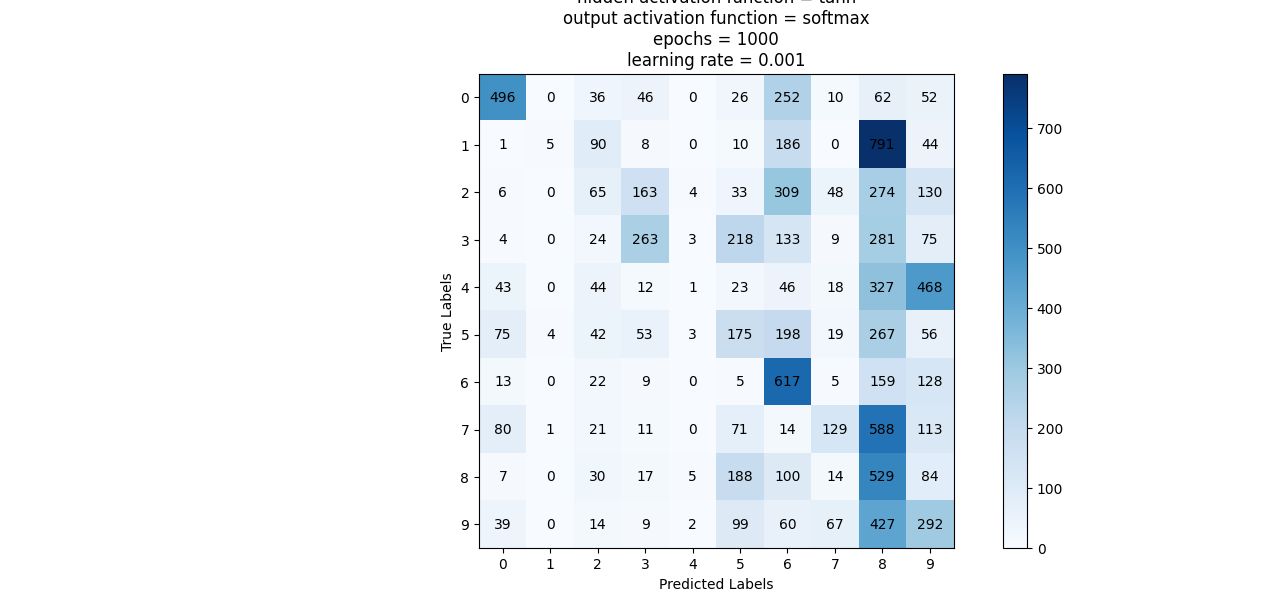 hidden activation function = tanh
output activation function = softmax
epochs = 1000
learning rate = 0.001
0 496 0 36 46 0 26 252 10 62 52
1 1 5 90 8 0 10 186 0 791 44
2 6 0 65 163 4 33 309 48 274 130
3 4 0 24 263 3 218 133 9 281 75
4 43 0 44 12 1 23 46 18 327 468
5 75 4 42 53 3 175 198 19 267 56
6 13 0 22 9 0 5 617 5 159 128
7 80 1 21 11 0 71 14 129 588 113
8 7 0 30 17 5 188 100 14 529 84
9 39 0 14 9 2 99 60 67 427 292
0 1 2 3 4 5 6 7 8 9
True Labels
Predicted Labels
700
600
500
400
300
200
100
0